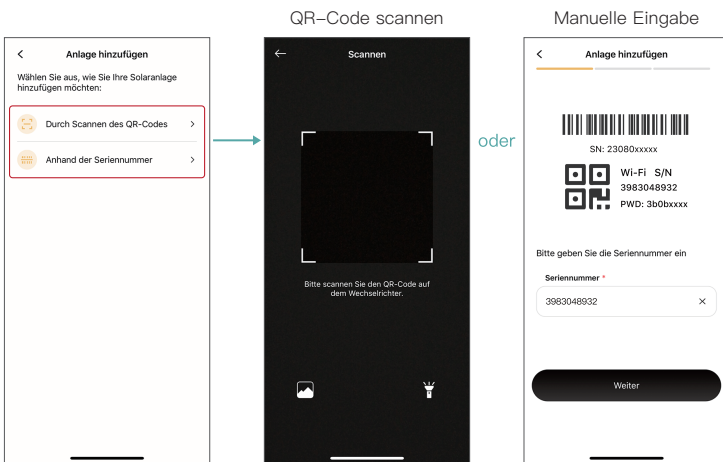 QR-Code scannen
Manuelle Eingabe
Anlage hinzufügen
Wählen Sie aus, wie Sie Ihre Solaranlage
hinzufügen möchten:
Durch Scannen des QR-Codes
Anhand der Seriennummer
Scannen
Bitte scannen Sie den QR-Code auf
dem Wechselrichter.
oder
Anlage hinzufügen
SN: 23080xxxxx
Wi-Fi S/N
3983048932
PWD: 3b0bxxxx
Bitte geben Sie die Seriennummer ein
Seriennummer *
3983048932
Weiter